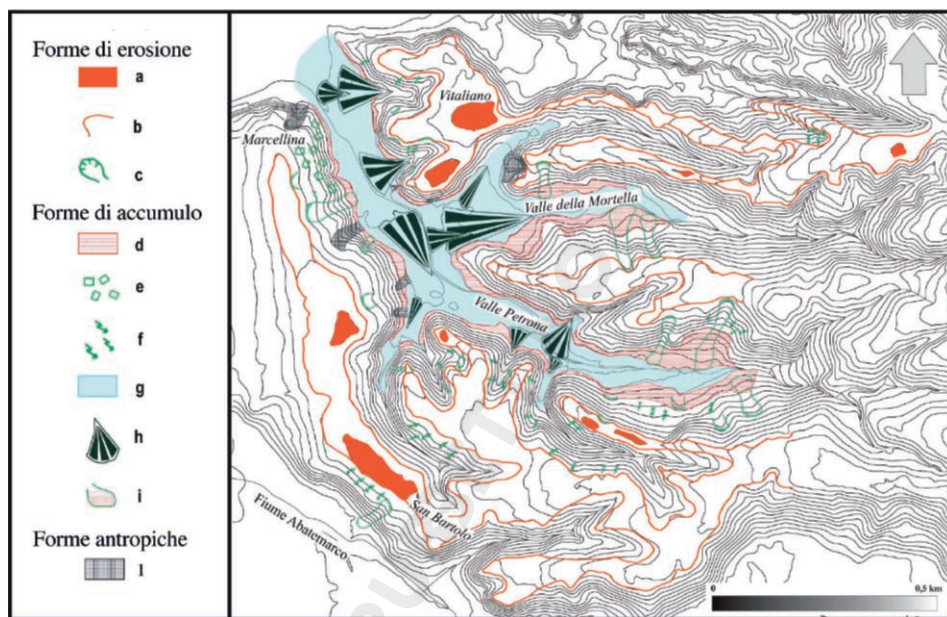 Forme di erosione
a
b
c
Forme di accumulo
d
e
f
g
h
i
Forme antropiche
l
Vitaliano
Marcellina
Valle della Mortella
Valle Petrona
San Bartolo
Fiume Abatemarco
0
0,5 km